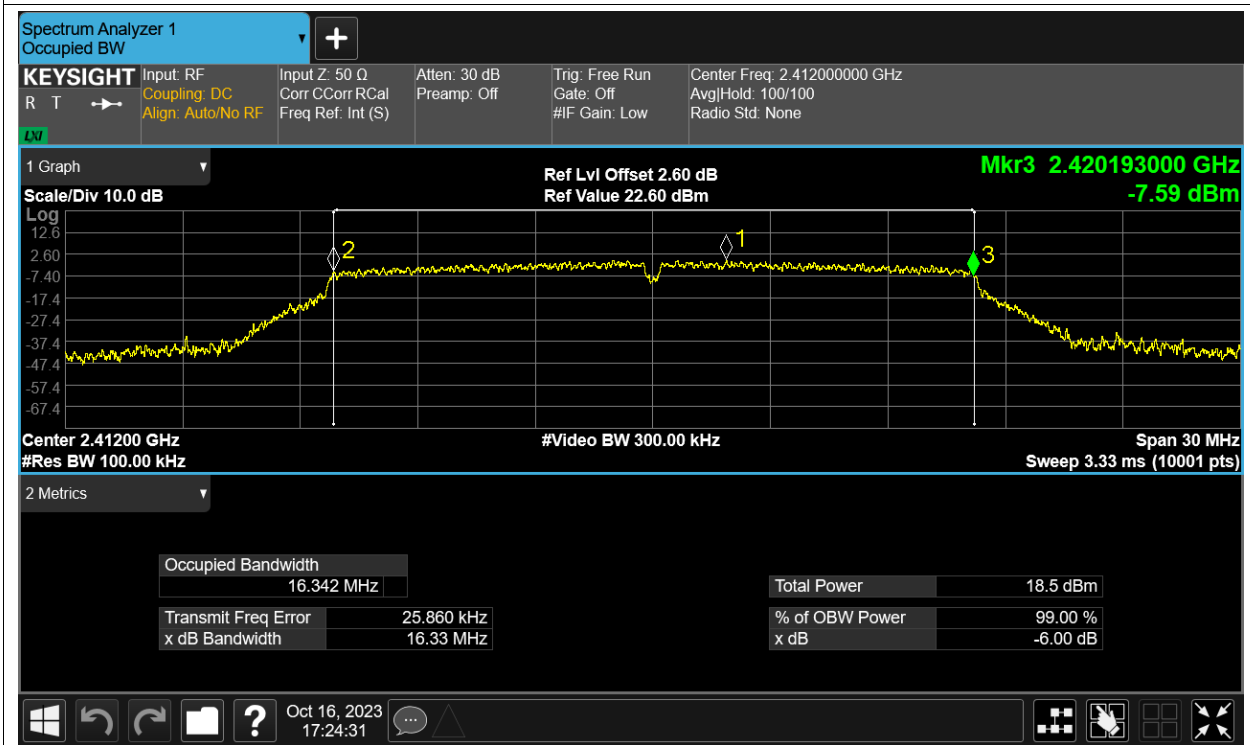 Spectrum Analyzer 1
Occupied BW
KEYSIGHT
R T
LXI
Input: RF
Coupling: DC
Align: Auto/No RF
Input Z: 50 Ω
Corr CCorr RCal
Freq Ref: Int (S)
Atten: 30 dB
Preamp: Off
Trig: Free Run
Gate: Off
#IF Gain: Low
Center Freq: 2.412000000 GHz
Avg|Hold: 100/100
Radio Std: None
1 Graph
Scale/Div 10.0 dB
Ref Lvl Offset 2.60 dB
Ref Value 22.60 dBm
Mkr3 2.420193000 GHz
-7.59 dBm
Log
12.6
2.60
-7.40
-17.4
-27.4
-37.4
-47.4
-57.4
-67.4
2
1
3
Center 2.41200 GHz
#Video BW 300.00 kHz
Span 30 MHz
#Res BW 100.00 kHz
Sweep 3.33 ms (10001 pts)
2 Metrics
Occupied Bandwidth
16.342 MHz
Transmit Freq Error 25.860 kHz
x dB Bandwidth 16.33 MHz
Total Power 18.5 dBm
% of OBW Power 99.00 %
x dB -6.00 dB
?
Oct 16, 2023
17:24:31